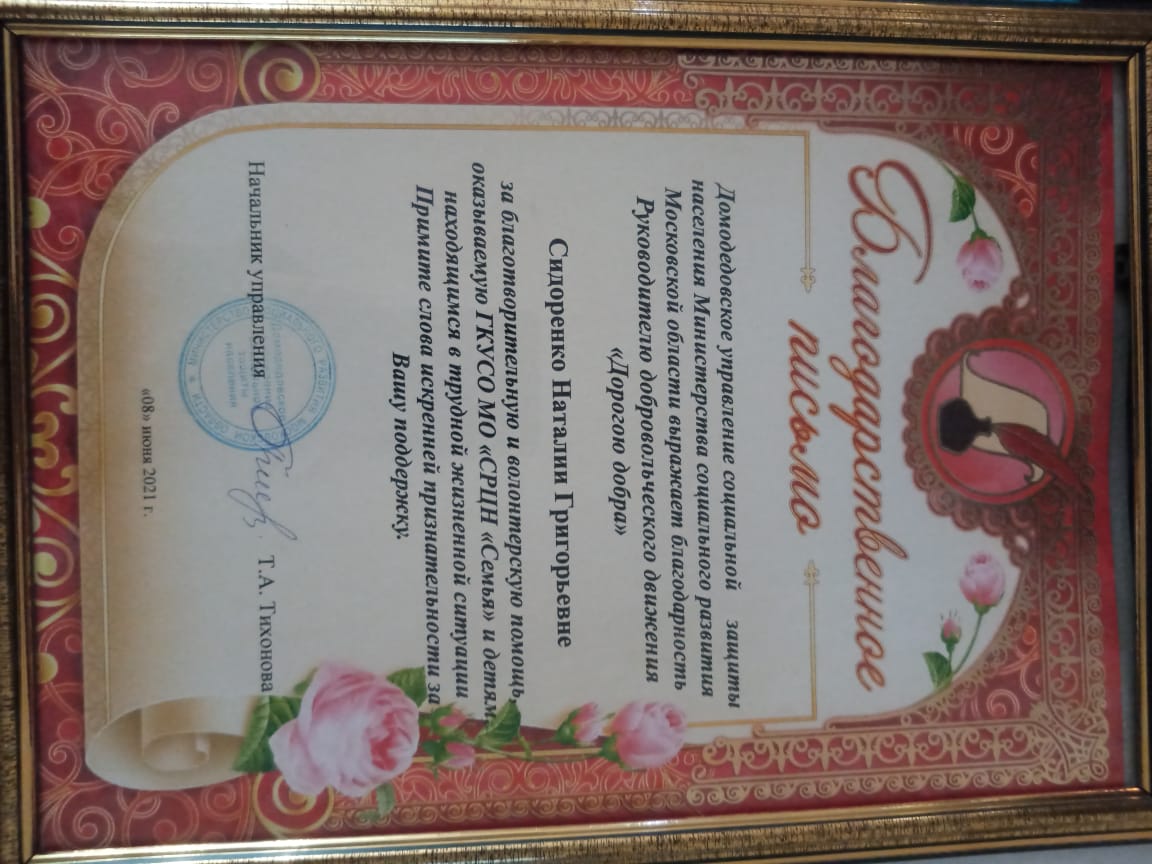 Благодарственное
письмо
Домодедовское управление социальной защиты
населения Министерства социального развития
Московской области выражает благодарность
Руководителю добровольческого движения
«Дорогою добра»
Сидоренко Наталии Григорьевне
за благотворительную и волонтерскую помощь
оказываемую ГКУСО МО «СРЦН «Семья» и детям
находящимся в трудной жизненной ситуации
Примите слова искренней признательности за
Вашу поддержку.
Начальник управления Т.А. Тихонова
«08» июня 2021 г.